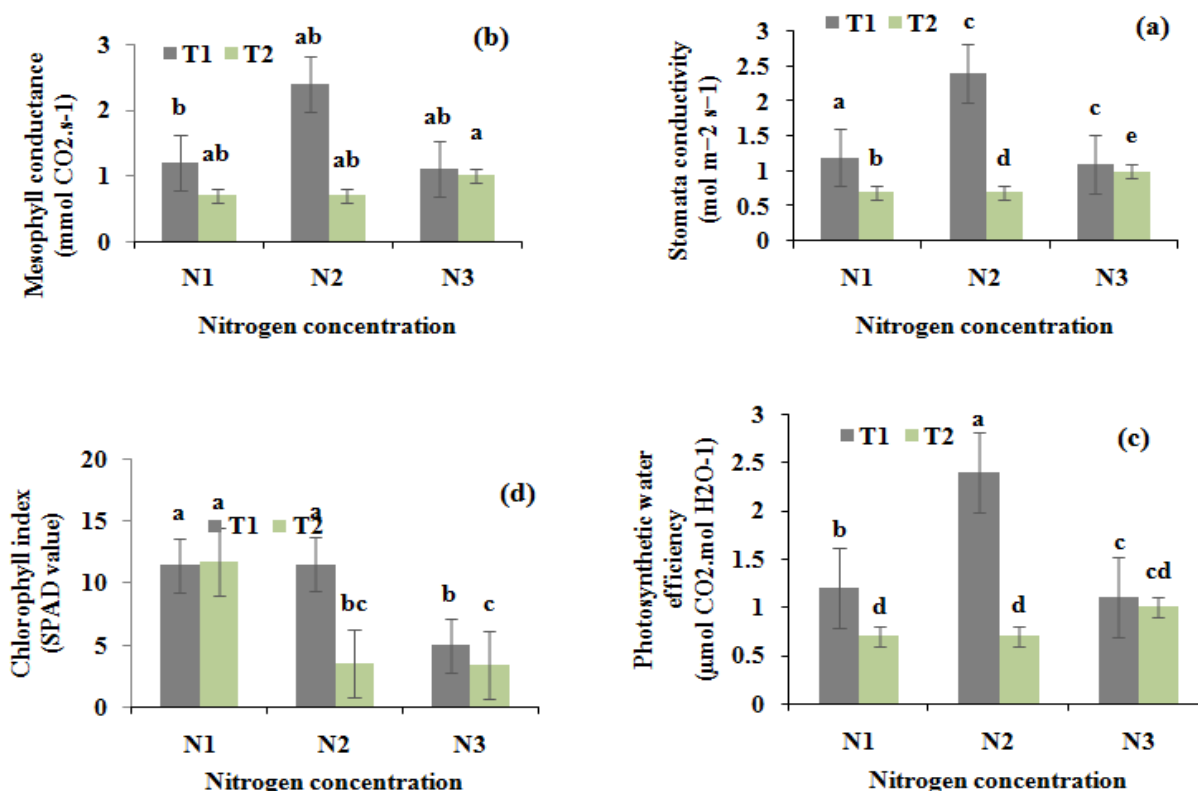 (b)
T1 T2
Mesophyll conductance
(mmol CO2.s-1)
3
2
1
0
b
ab
ab
ab
ab
a
N1 N2 N3
Nitrogen concentration
(a)
Stomata conductivity
(mol m−2 s−1)
3
2.5
2
1.5
1
0.5
0
a
b
c
d
c
e
N1 N2 N3
Nitrogen concentration
(d)
T1 T2
Chlorophyll index
(SPAD value)
20
15
10
5
0
a
a
a
bc
b
c
N1 N2 N3
Nitrogen concentration
(c)
T1 T2
Photosynthetic water
efficiency
(µmol CO2.mol H2O-1)
3
2.5
2
1.5
1
0.5
0
b
d
a
d
c
cd
N1 N2 N3
Nitrogen concentration